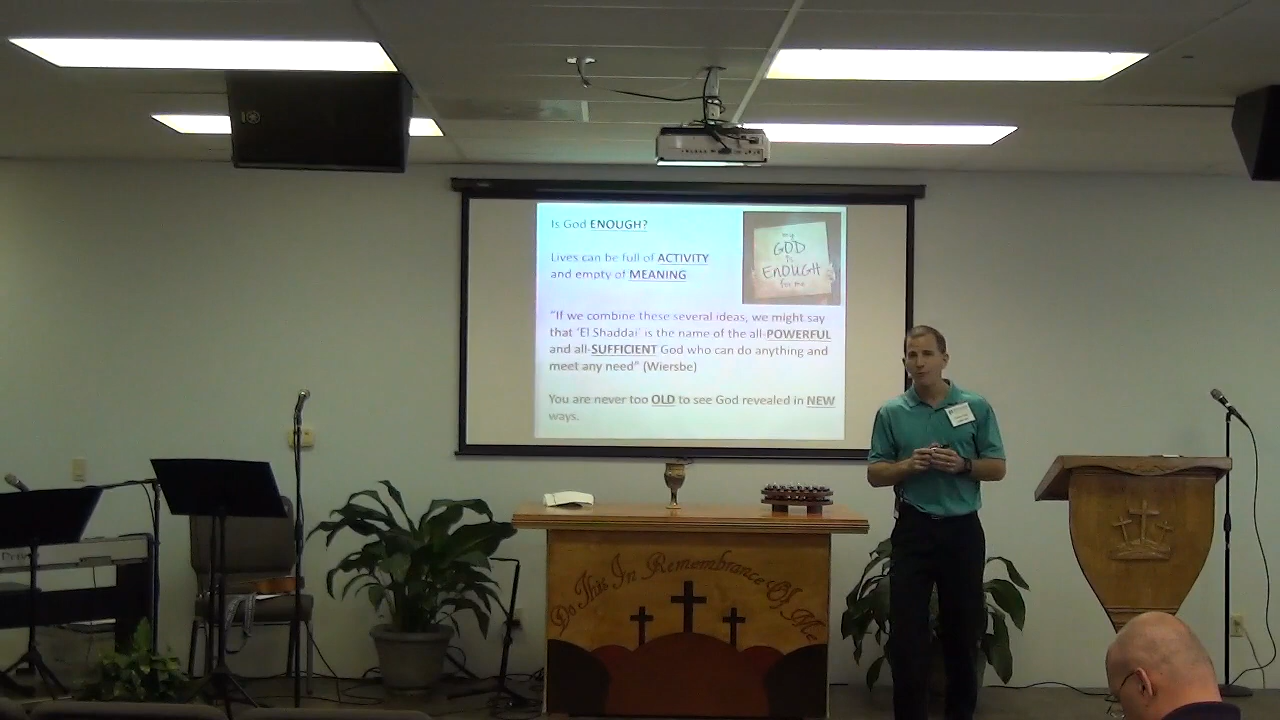 Is God ENOUGH?
Lives can be full of ACTIVITY
and empty of MEANING
my
GOD
is
ENOUGH
for me
"If we combine these several ideas, we might say
that 'El Shaddai' is the name of the all-POWERFUL
and all-SUFFICIENT God who can do anything and
meet any need" (Wiersbe)
You are never too OLD to see God revealed in NEW
ways.
Do This In Remembrance Of Me